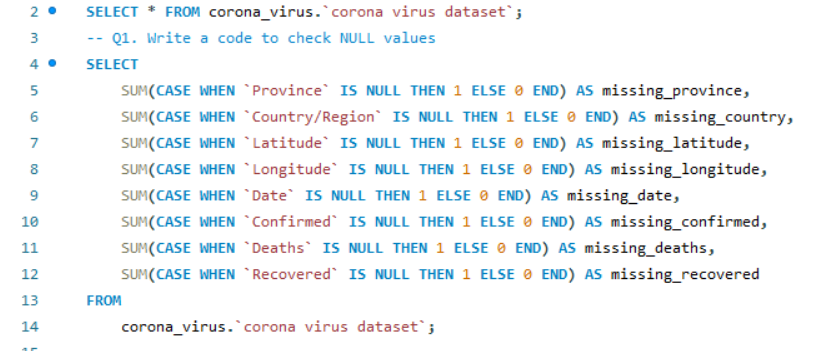 2 SELECT * FROM corona_virus.`corona virus dataset`;
3 -- Q1. Write a code to check NULL values
4 SELECT
5 SUM(CASE WHEN `Province` IS NULL THEN 1 ELSE 0 END) AS missing_province,
6 SUM(CASE WHEN `Country/Region` IS NULL THEN 1 ELSE 0 END) AS missing_country,
7 SUM(CASE WHEN `Latitude` IS NULL THEN 1 ELSE 0 END) AS missing_latitude,
8 SUM(CASE WHEN `Longitude` IS NULL THEN 1 ELSE 0 END) AS missing_longitude,
9 SUM(CASE WHEN `Date` IS NULL THEN 1 ELSE 0 END) AS missing_date,
10 SUM(CASE WHEN `Confirmed` IS NULL THEN 1 ELSE 0 END) AS missing_confirmed,
11 SUM(CASE WHEN `Deaths` IS NULL THEN 1 ELSE 0 END) AS missing_deaths,
12 SUM(CASE WHEN `Recovered` IS NULL THEN 1 ELSE 0 END) AS missing_recovered
13 FROM
14 corona_virus.`corona virus dataset`;